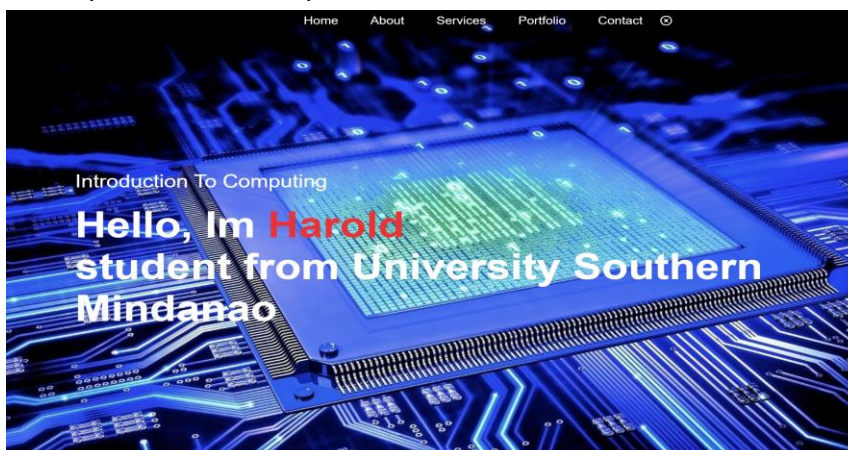 Home About Services Portfolio Contact
Introduction To Computing
Hello, Im Harold
student from University Southern
Mindanao